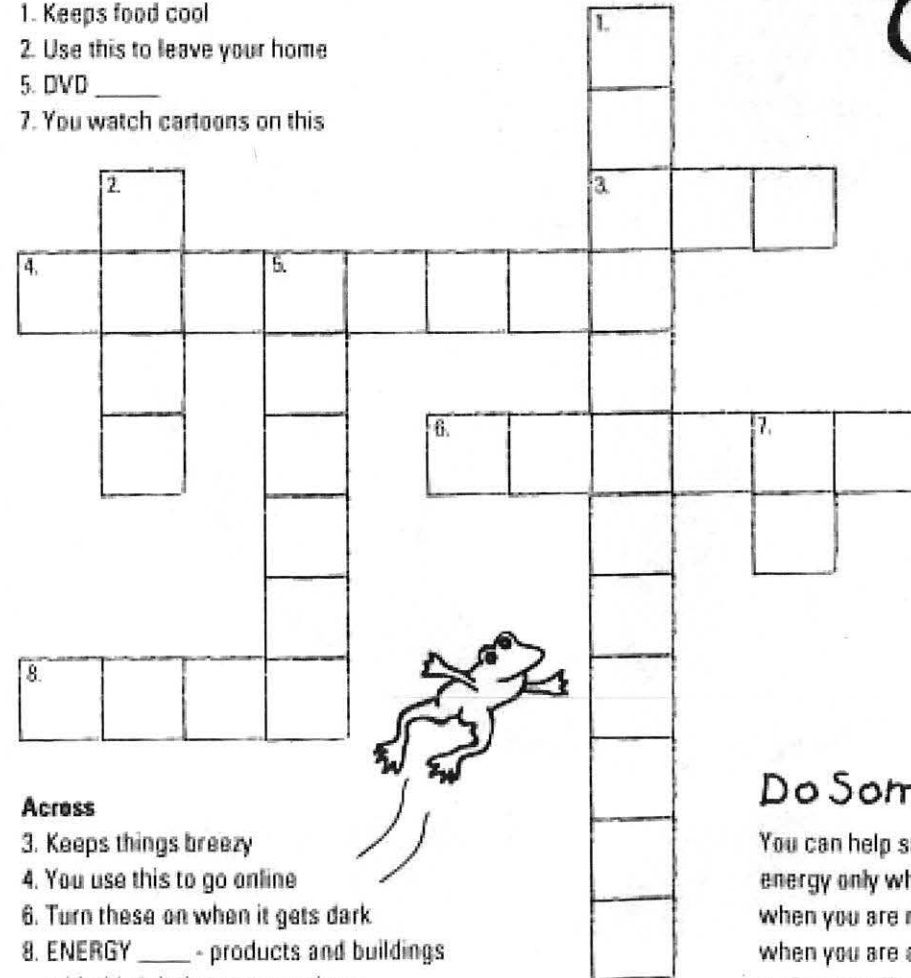 1. Keeps food cool
2. Use this to leave your home
5. DVD _____
7. You watch cartoons on this
1.
2.
3.
4.
5.
6.
7.
8.
Across
3. Keeps things breezy
4. You use this to go online
6. Turn these on when it gets dark
8. ENERGY _____ - products and buildings
Do Som
You can help s
energy only wh
when you are
when you are a